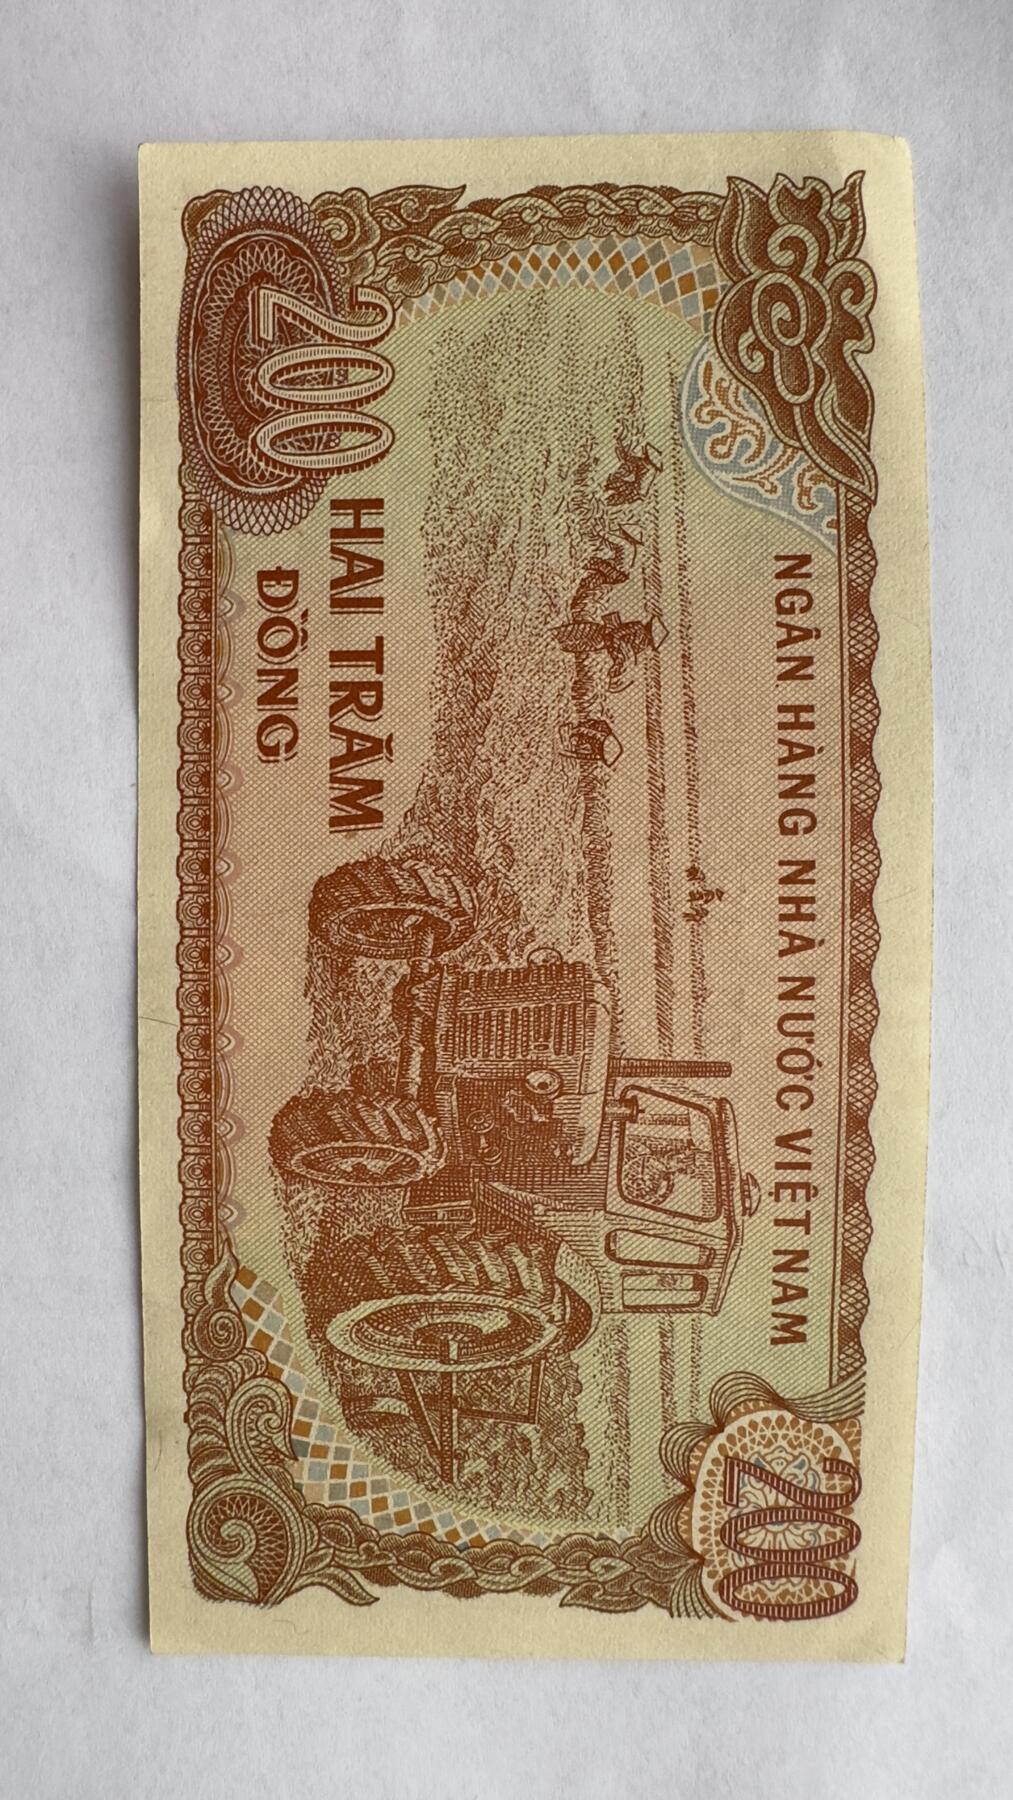 NGÂN HÀNG NHÀ NƯỚC VIỆT NAM
200
200
HAI TRĂM
ĐỒNG